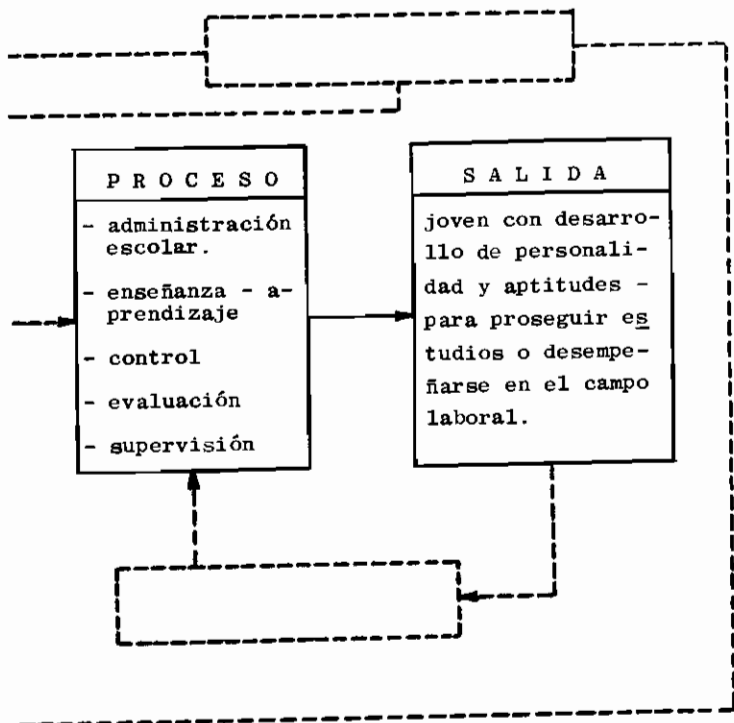 P R O C E S O
- administración
escolar.
- enseñanza - a-
prendizaje
- control
- evaluación
- supervisión
S A L I D A
joven con desarro-
llo de personali-
dad y aptitudes -
para proseguir es
tudios o desempe-
ñarse en el campo
laboral.